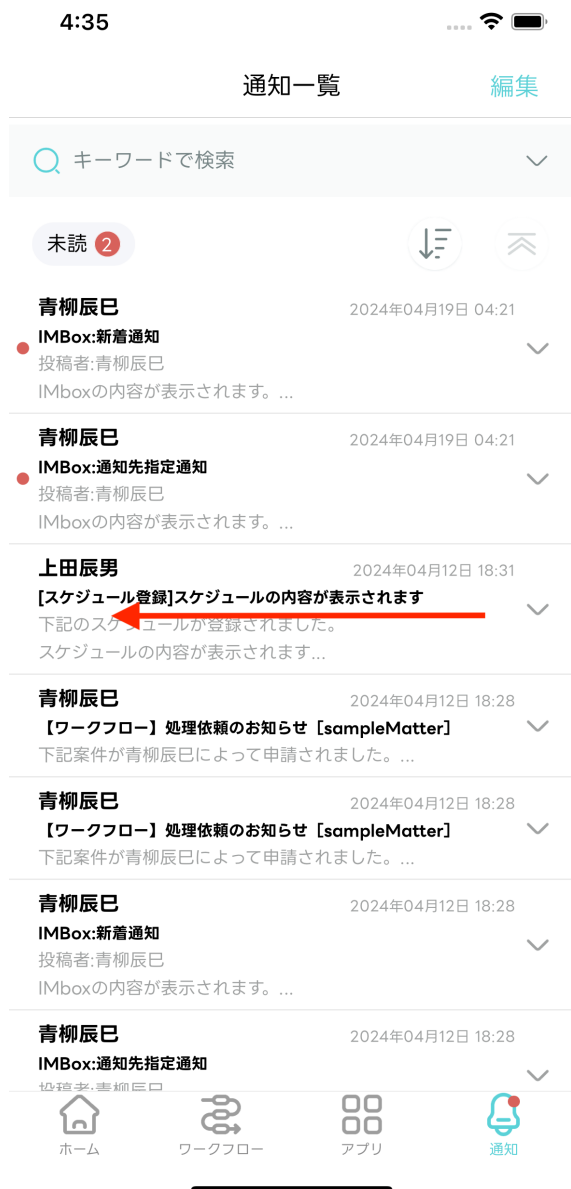 4:35
通知一覧
編集
キーワードで検索
未読 2
青柳辰巳
2024年04月19日 04:21
IMBox:新着通知
投稿者:青柳辰巳
IMboxの内容が表示されます。...
青柳辰巳
2024年04月19日 04:21
IMBox:通知先指定通知
投稿者:青柳辰巳
IMboxの内容が表示されます。...
上田辰男
2024年04月12日 18:31
[スケジュール登録]スケジュールの内容が表示されます
下記のスケジュールが登録されました。
スケジュールの内容が表示されます...
青柳辰巳
2024年04月12日 18:28
【ワークフロー】処理依頼のお知らせ［sampleMatter］
下記案件が青柳辰巳によって申請されました。...
青柳辰巳
2024年04月12日 18:28
【ワークフロー】処理依頼のお知らせ［sampleMatter］
下記案件が青柳辰巳によって申請されました。...
青柳辰巳
2024年04月12日 18:28
IMBox:新着通知
投稿者:青柳辰巳
IMboxの内容が表示されます。...
青柳辰巳
2024年04月12日 18:28
IMBox:通知先指定通知
投稿者:青柳辰巳
ホーム
ワークフロー
アプリ
通知